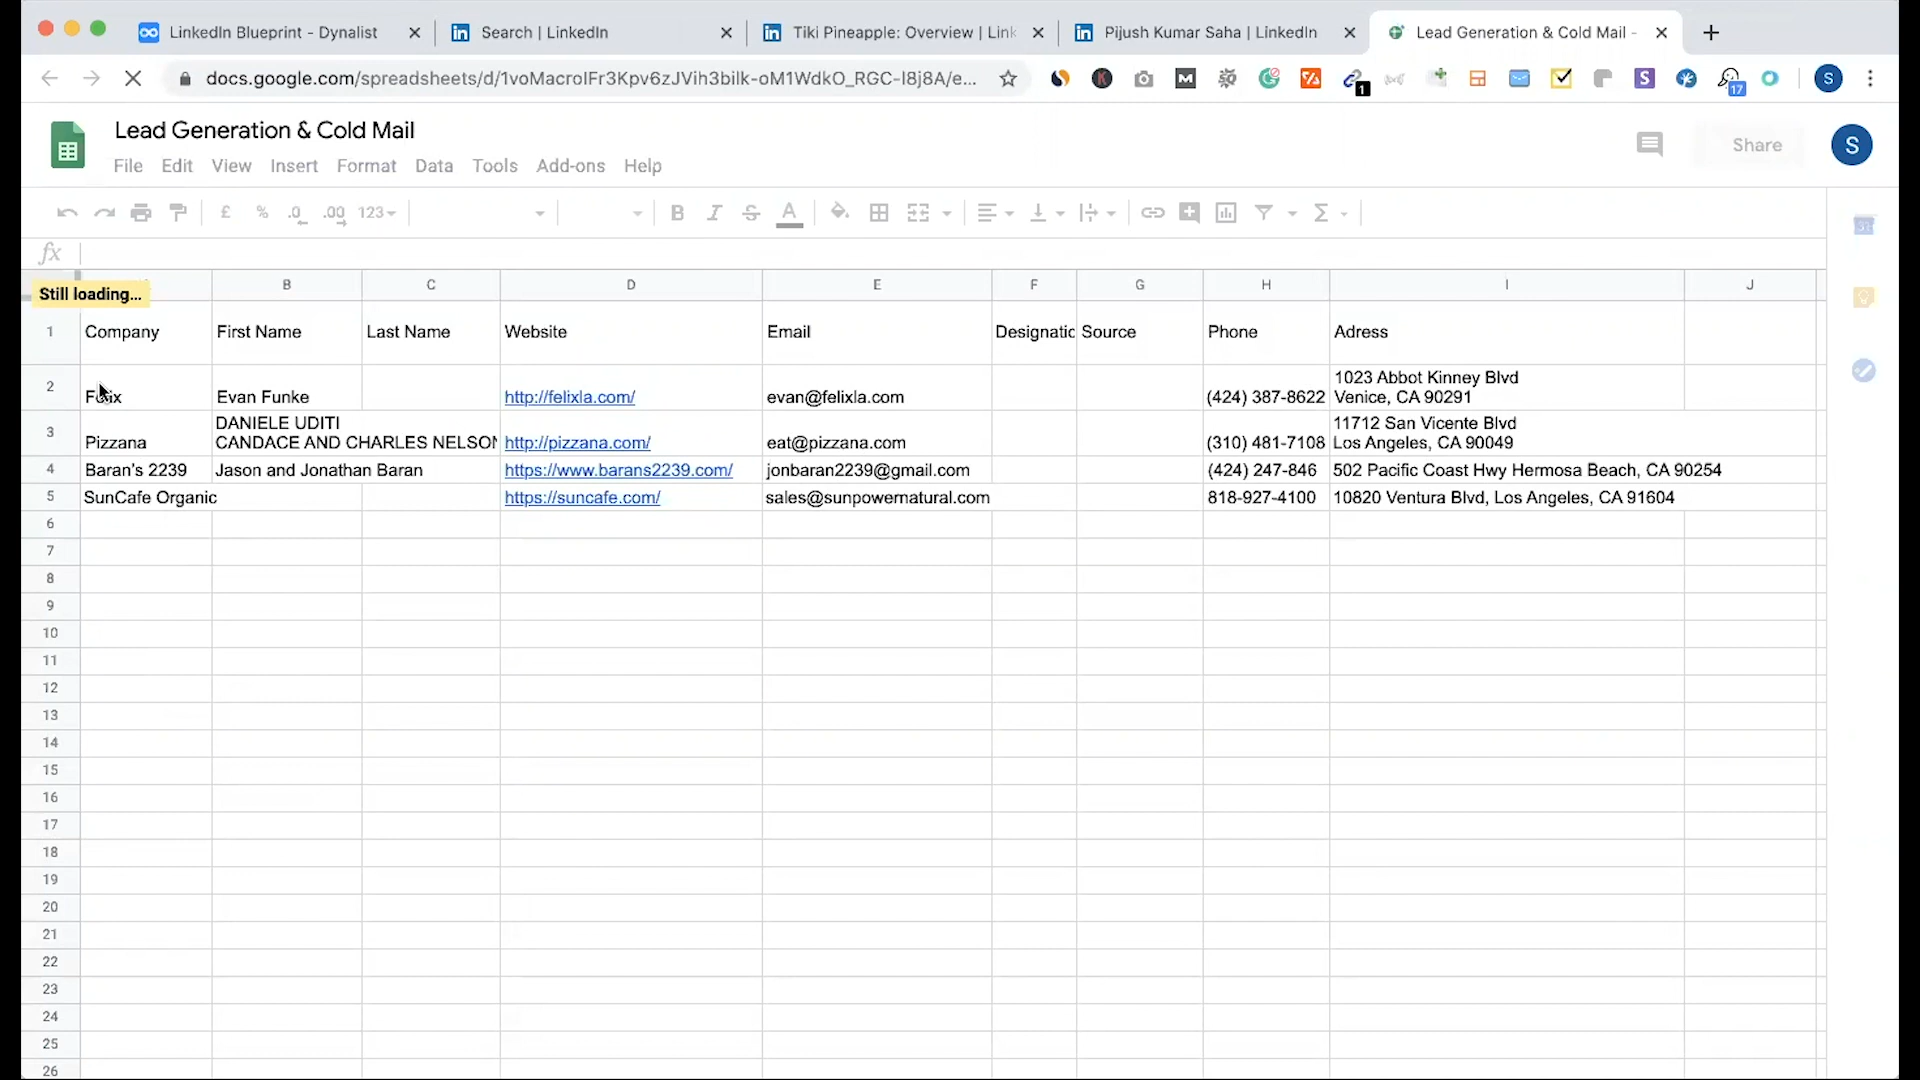 LinkedIn Blueprint - Dynalist
Search | LinkedIn
Tiki Pineapple: Overview | Link
Pijush Kumar Saha | LinkedIn
Lead Generation & Cold Mail -
docs.google.com/spreadsheets/d/1voMacroIFr3Kpv6zJVih3bilk-oM1WdkO_RGC-I8j8A/e...
1
17
S
Lead Generation & Cold Mail
File Edit View Insert Format Data Tools Add-ons Help
Share
S
£ % .0 .00 123
B I S A
fx
Still loading...
B C D E F G H I J
1 Company First Name Last Name Website Email Designatic Source Phone Adress
1023 Abbot Kinney Blvd
2 Felix Evan Funke http://felixla.com/ evan@felixla.com (424) 387-8622 Venice, CA 90291
DANIELE UDITI 11712 San Vicente Blvd
3 Pizzana CANDACE AND CHARLES NELSON http://pizzana.com/ eat@pizzana.com (310) 481-7108 Los Angeles, CA 90049
4 Baran's 2239 Jason and Jonathan Baran https://www.barans2239.com/ jonbaran2239@gmail.com (424) 247-846 502 Pacific Coast Hwy Hermosa Beach, CA 90254
5 SunCafe Organic https://suncafe.com/ sales@sunpowernatural.com 818-927-4100 10820 Ventura Blvd, Los Angeles, CA 91604
6
7
8
9
10
11
12
13
14
15
16
17
18
19
20
21
22
23
24
25
26